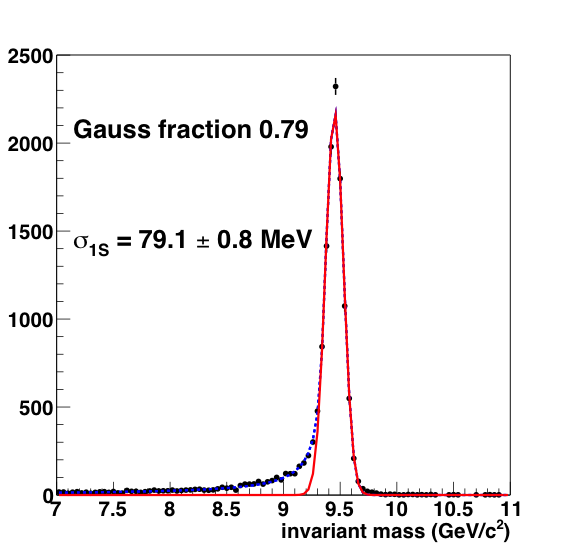 2500
Gauss fraction 0.79
2000
1500
σ1S = 79.1 ± 0.8 MeV
1000
500
0
7 7.5 8 8.5 9 9.5 10 10.5 11
invariant mass (GeV/c²)